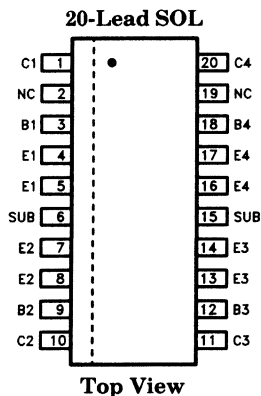 20-Lead SOL
C1 1 20 C4
NC 2 19 NC
B1 3 18 B4
E1 4 17 E4
E1 5 16 E4
SUB 6 15 SUB
E2 7 14 E3
E2 8 13 E3
B2 9 12 B3
C2 10 11 C3
Top View